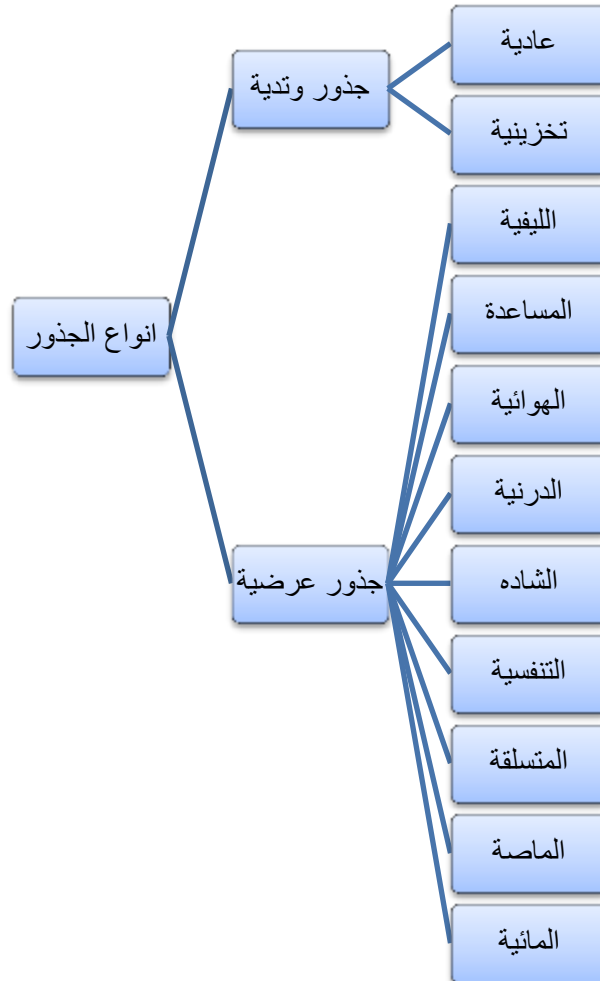 انواع الجذور
جذور وتدية
عادية
تخزينية
جذور عرضية
الليفية
المساعدة
الهوائية
الدرنية
الشاده
التنفسية
المتسلقة
الماصة
المائية